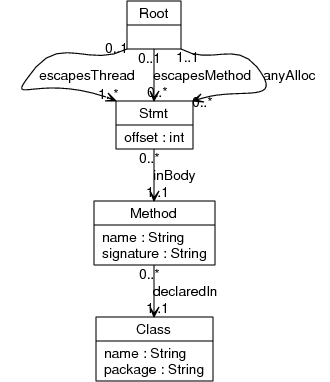 Root
0..1
0..1
1..1
escapesThread
escapesMethod
anyAlloc
1..*
0..*
0..*
Stmt
offset : int
0..*
inBody
1..1
Method
name : String
signature : String
0..*
declaredIn
1..1
Class
name : String
package : String